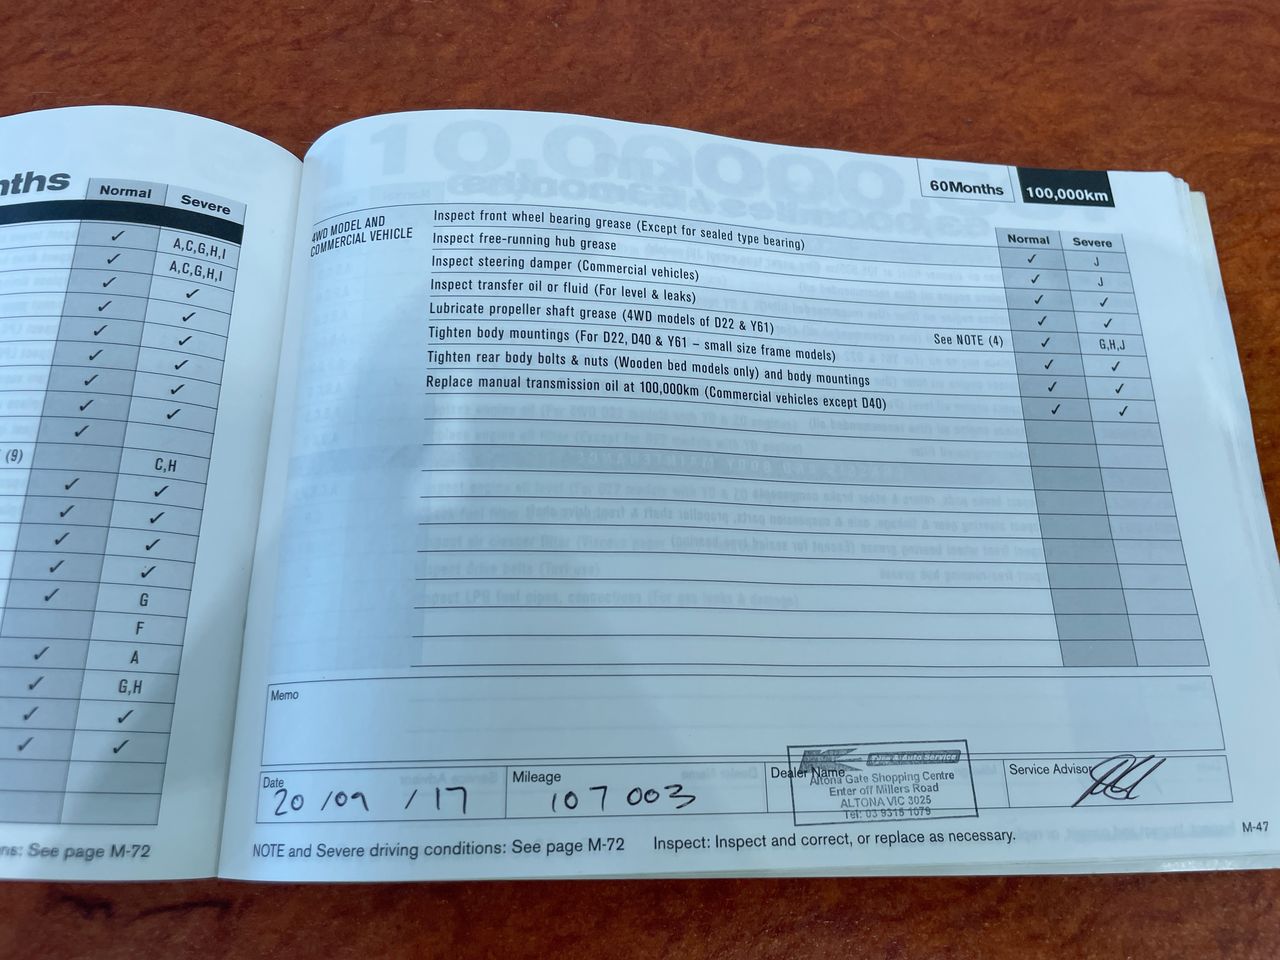 nths
Normal Severe
✓ A,C,G,H,I
✓ A,C,G,H,I
✓ ✓
✓ ✓
✓ ✓
✓ ✓
✓ ✓
✓ ✓
✓
(9) C,H
✓ ✓
✓ ✓
✓ ✓
✓ ✓
✓ G
F
✓ A
✓ G,H
✓ ✓
✓ ✓
ns: See page M-72
60Months 100,000km
Normal Severe
4WD MODEL AND
COMMERCIAL VEHICLE
Inspect front wheel bearing grease (Except for sealed type bearing) ✓ J
Inspect free-running hub grease ✓ J
Inspect steering damper (Commercial vehicles) ✓ ✓
Inspect transfer oil or fluid (For level & leaks) ✓ ✓
Lubricate propeller shaft grease (4WD models of D22 & Y61) See NOTE (4) ✓ G,H,J
Tighten body mountings (For D22, D40 & Y61 – small size frame models) ✓ ✓
Tighten rear body bolts & nuts (Wooden bed models only) and body mountings ✓ ✓
Replace manual transmission oil at 100,000km (Commercial vehicles except D40) ✓ ✓
Memo
Date
20/09/17
Mileage
107 003
Dealer Name
Auto Service
Altona Gate Shopping Centre
Enter off Millers Road
ALTONA VIC 3025
Tel: 03 9315 1079
Service Advisor
NOTE and Severe driving conditions: See page M-72 Inspect: Inspect and correct, or replace as necessary.
M-47